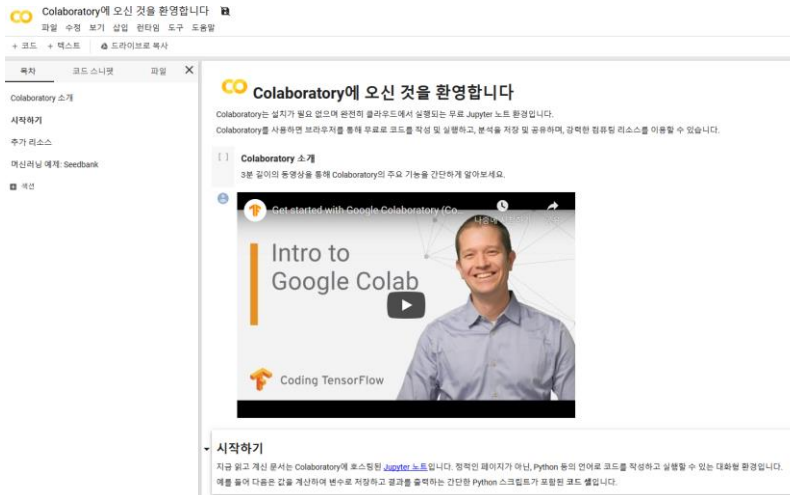 CO Colaboratory에 오신 것을 환영합니다
파일 수정 보기 삽입 런타임 도구 도움말
+ 코드 + 텍스트 드라이브로 복사
목차 코드 스니펫 파일 ✕
Colaboratory 소개
시작하기
추가 리소스
머신러닝 예제: Seedbank
섹션
CO Colaboratory에 오신 것을 환영합니다
Colaboratory는 설치가 필요 없으며 완전히 클라우드에서 실행되는 무료 Jupyter 노트 환경입니다.
Colaboratory를 사용하면 브라우저를 통해 무료로 코드를 작성 및 실행하고, 분석을 저장 및 공유하며, 강력한 컴퓨팅 리소스를 이용할 수 있습니다.
[ ] Colaboratory 소개
3분 길이의 동영상을 통해 Colaboratory의 주요 기능을 간단하게 알아보세요.
Get started with Google Colaboratory (Co...
Intro to
Google Colab
Coding TensorFlow
시작하기
지금 읽고 계신 문서는 Colaboratory에 호스팅된 Jupyter 노트입니다. 정적인 페이지가 아닌, Python 등의 언어로 코드를 작성하고 실행할 수 있는 대화형 환경입니다.
예를 들어 다음은 값을 계산하여 변수로 저장하고 결과를 출력하는 간단한 Python 스크립트가 포함된 코드 셀입니다.